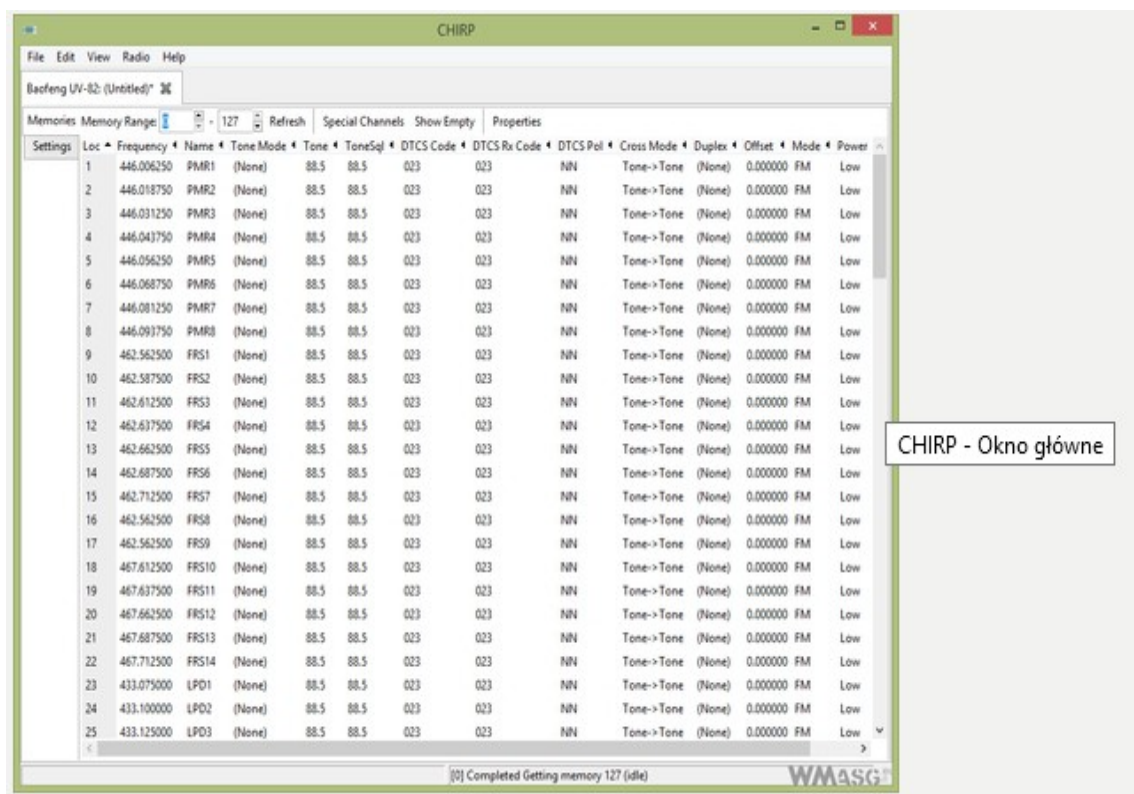 CHIRP
File Edit View Radio Help
Baofeng UV-82: (Untitled)*
Memories Memory Range: 0 - 127 Refresh Special Channels Show Empty Properties
Settings Loc Frequency Name Tone Mode Tone ToneSql DTCS Code DTCS Rx Code DTCS Pol Cross Mode Duplex Offset Mode Power
1 446.006250 PMR1 (None) 88.5 88.5 023 023 NN Tone->Tone (None) 0.000000 FM Low
2 446.018750 PMR2 (None) 88.5 88.5 023 023 NN Tone->Tone (None) 0.000000 FM Low
3 446.031250 PMR3 (None) 88.5 88.5 023 023 NN Tone->Tone (None) 0.000000 FM Low
4 446.043750 PMR4 (None) 88.5 88.5 023 023 NN Tone->Tone (None) 0.000000 FM Low
5 446.056250 PMR5 (None) 88.5 88.5 023 023 NN Tone->Tone (None) 0.000000 FM Low
6 446.068750 PMR6 (None) 88.5 88.5 023 023 NN Tone->Tone (None) 0.000000 FM Low
7 446.081250 PMR7 (None) 88.5 88.5 023 023 NN Tone->Tone (None) 0.000000 FM Low
8 446.093750 PMR8 (None) 88.5 88.5 023 023 NN Tone->Tone (None) 0.000000 FM Low
9 462.562500 FRS1 (None) 88.5 88.5 023 023 NN Tone->Tone (None) 0.000000 FM Low
10 462.587500 FRS2 (None) 88.5 88.5 023 023 NN Tone->Tone (None) 0.000000 FM Low
11 462.612500 FRS3 (None) 88.5 88.5 023 023 NN Tone->Tone (None) 0.000000 FM Low
12 462.637500 FRS4 (None) 88.5 88.5 023 023 NN Tone->Tone (None) 0.000000 FM Low
13 462.662500 FRS5 (None) 88.5 88.5 023 023 NN Tone->Tone (None) 0.000000 FM Low
14 462.687500 FRS6 (None) 88.5 88.5 023 023 NN Tone->Tone (None) 0.000000 FM Low
15 462.712500 FRS7 (None) 88.5 88.5 023 023 NN Tone->Tone (None) 0.000000 FM Low
16 462.562500 FRS8 (None) 88.5 88.5 023 023 NN Tone->Tone (None) 0.000000 FM Low
17 462.562500 FRS9 (None) 88.5 88.5 023 023 NN Tone->Tone (None) 0.000000 FM Low
18 467.612500 FRS10 (None) 88.5 88.5 023 023 NN Tone->Tone (None) 0.000000 FM Low
19 467.637500 FRS11 (None) 88.5 88.5 023 023 NN Tone->Tone (None) 0.000000 FM Low
20 467.662500 FRS12 (None) 88.5 88.5 023 023 NN Tone->Tone (None) 0.000000 FM Low
21 467.687500 FRS13 (None) 88.5 88.5 023 023 NN Tone->Tone (None) 0.000000 FM Low
22 467.712500 FRS14 (None) 88.5 88.5 023 023 NN Tone->Tone (None) 0.000000 FM Low
23 433.075000 LPD1 (None) 88.5 88.5 023 023 NN Tone->Tone (None) 0.000000 FM Low
24 433.100000 LPD2 (None) 88.5 88.5 023 023 NN Tone->Tone (None) 0.000000 FM Low
25 433.125000 LPD3 (None) 88.5 88.5 023 023 NN Tone->Tone (None) 0.000000 FM Low
CHIRP - Okno główne
[0] Completed Getting memory 127 (idle)
WMASG